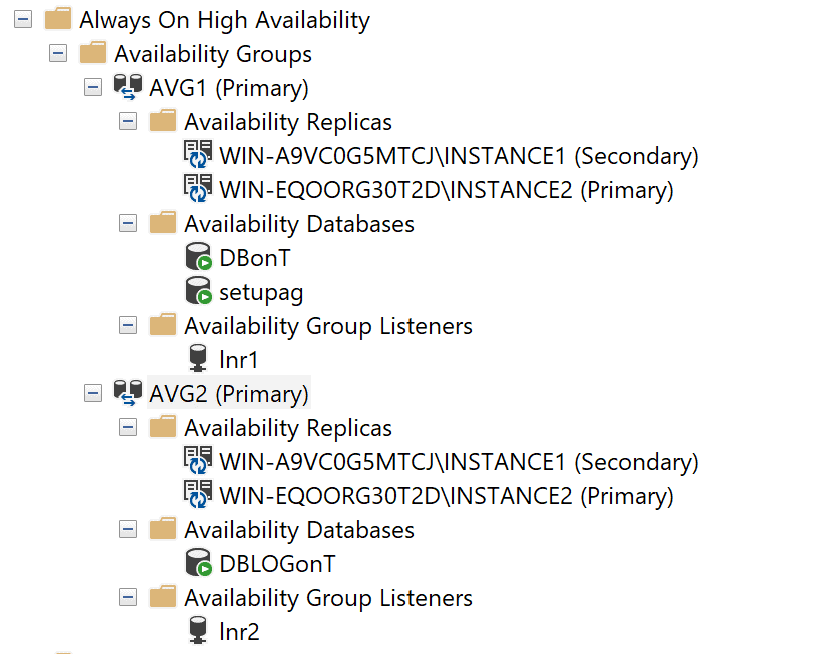 Always On High Availability
Availability Groups
AVG1 (Primary)
Availability Replicas
WIN-A9VC0G5MTCJ\INSTANCE1 (Secondary)
WIN-EQOORG30T2D\INSTANCE2 (Primary)
Availability Databases
DBonT
setupag
Availability Group Listeners
lnr1
AVG2 (Primary)
Availability Replicas
WIN-A9VC0G5MTCJ\INSTANCE1 (Secondary)
WIN-EQOORG30T2D\INSTANCE2 (Primary)
Availability Databases
DBLOGonT
Availability Group Listeners
lnr2